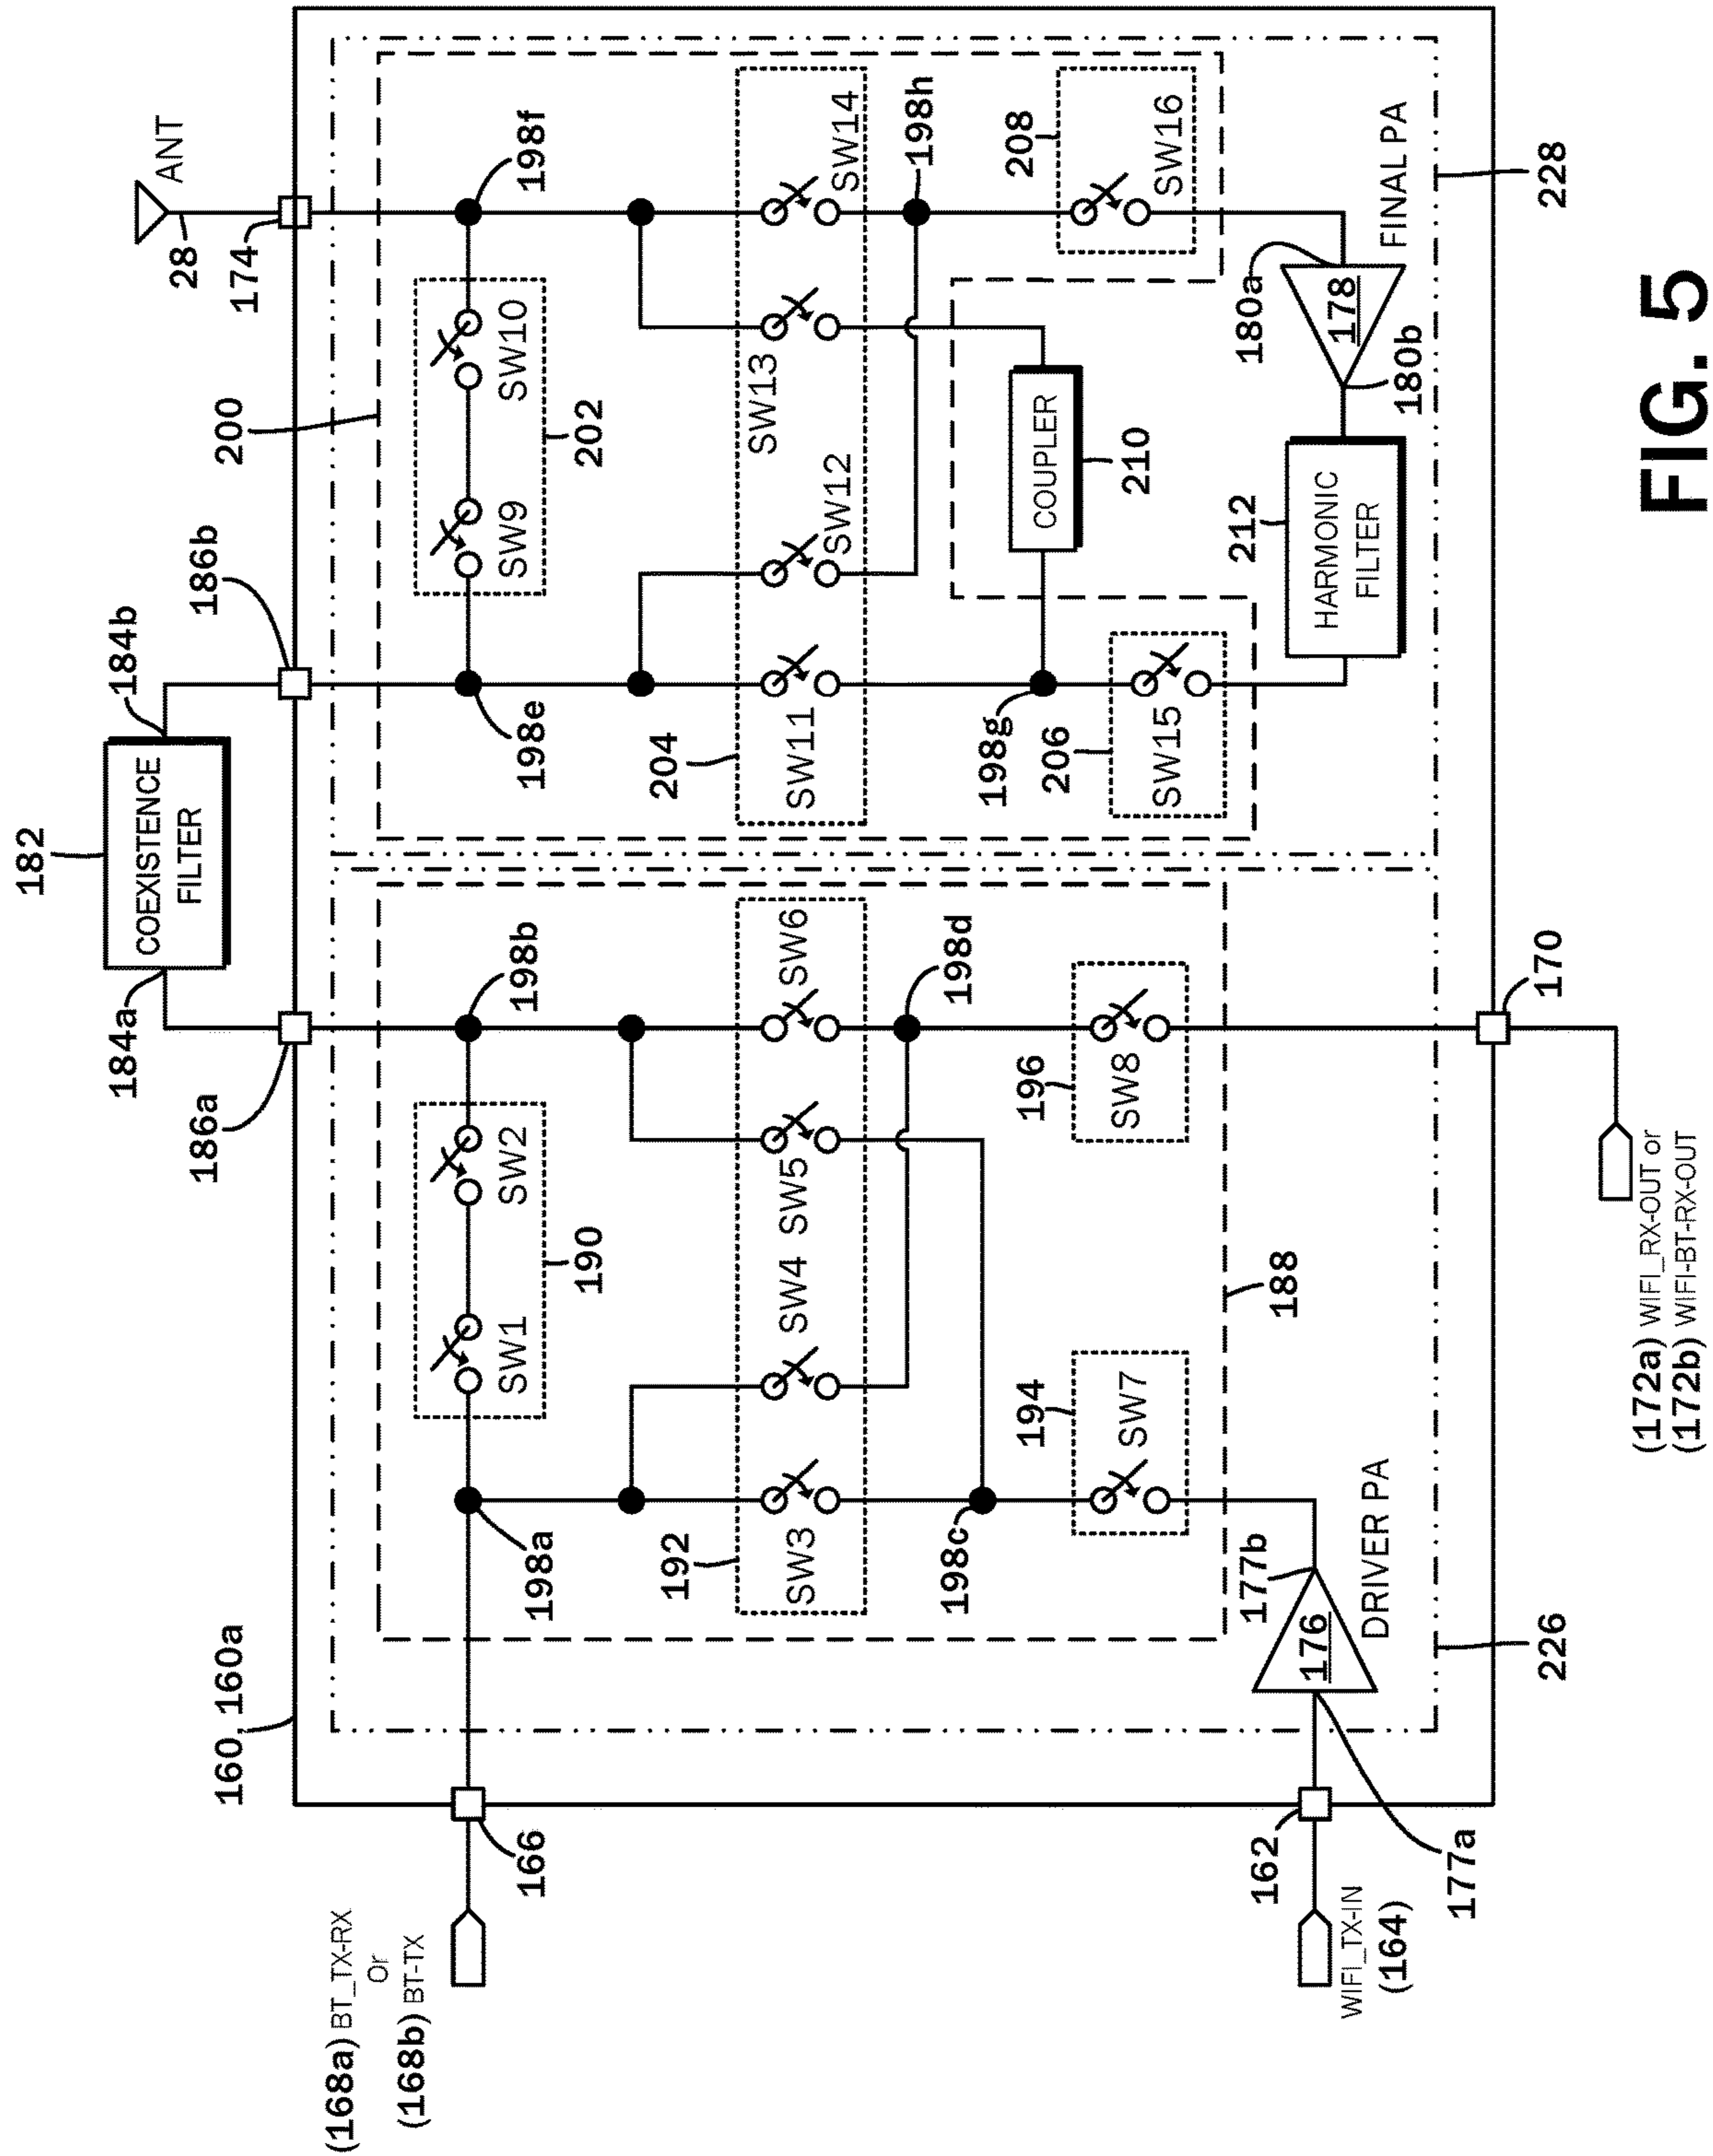 182
COEXISTENCE
FILTER
184a
184b
186a
186b
28
ANT
174
160, 160a
200
(168a) BT_TX-RX
Or
(168b) BT-TX
166
198a
SW1
SW2
190
198b
198e
SW9
SW10
202
198f
192
SW3
SW4
SW5
SW6
204
SW11
SW12
SW13
SW14
198c
198d
198g
198h
194
SW7
196
SW8
206
SW15
COUPLER
210
208
SW16
188
WIFI_TX-IN
(164)
162
177a
176
177b
DRIVER PA
212
HARMONIC
FILTER
180b
178
180a
FINAL PA
226
170
228
(172a) WIFI_RX-OUT or
(172b) WIFI-BT-RX-OUT
FIG. 5